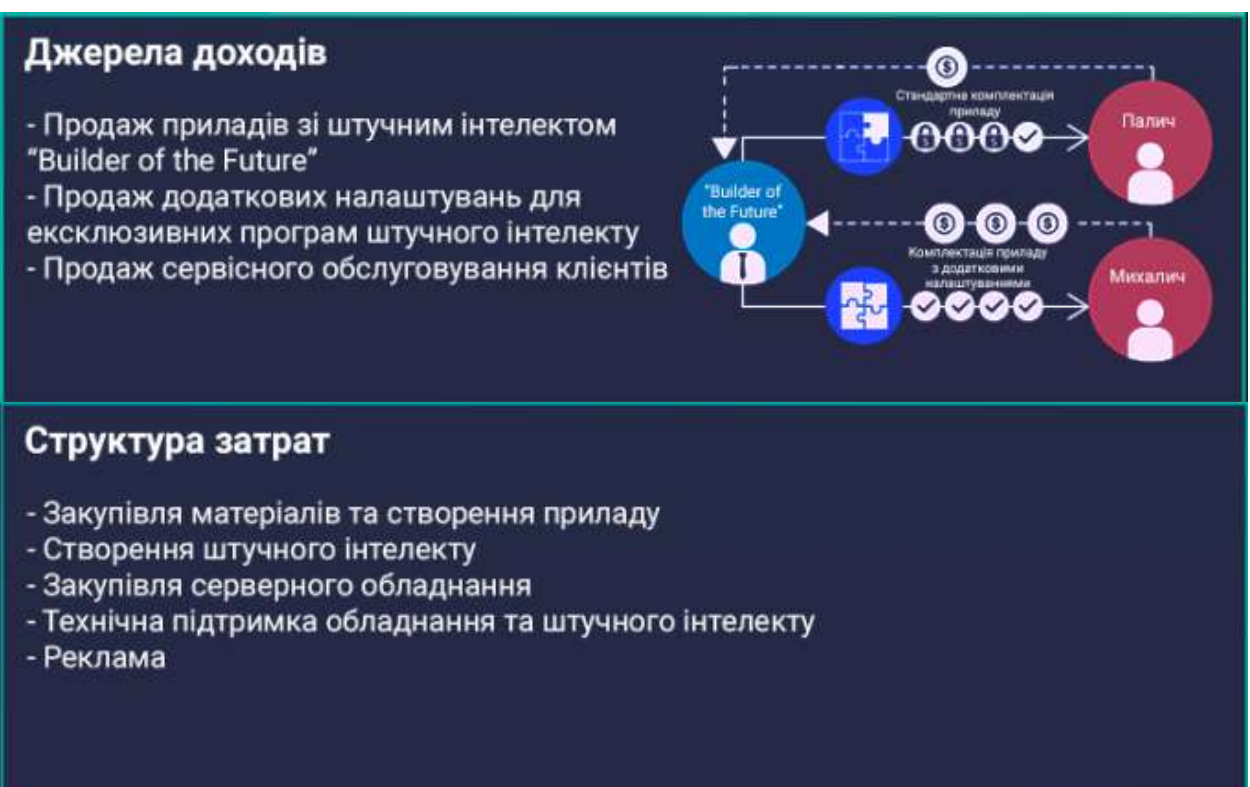 Джерела доходів
- Продаж приладів зі штучним інтелектом
“Builder of the Future”
- Продаж додаткових налаштувань для
ексклюзивних програм штучного інтелекту
- Продаж сервісного обслуговування клієнтів
Стандартна комплектація
приладу
Палич
“Builder of
the Future”
Комплектація приладу
з додатковими
налаштуваннями
Михалич
Структура затрат
- Закупівля матеріалів та створення приладу
- Створення штучного інтелекту
- Закупівля серверного обладнання
- Технічна підтримка обладнання та штучного інтелекту
- Реклама